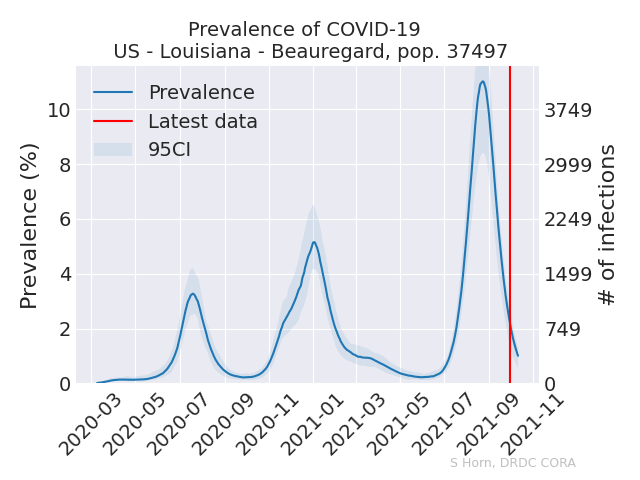 Prevalence of COVID-19
US - Louisiana - Beauregard, pop. 37497
Prevalence
Latest data
95CI
Prevalence (%)
10
8
6
4
2
0
3749
2999
2249
1499
749
0
# of infections
2020-03
2020-05
2020-07
2020-09
2020-11
2021-01
2021-03
2021-05
2021-07
2021-09
2021-11
S Horn, DRDC CORA